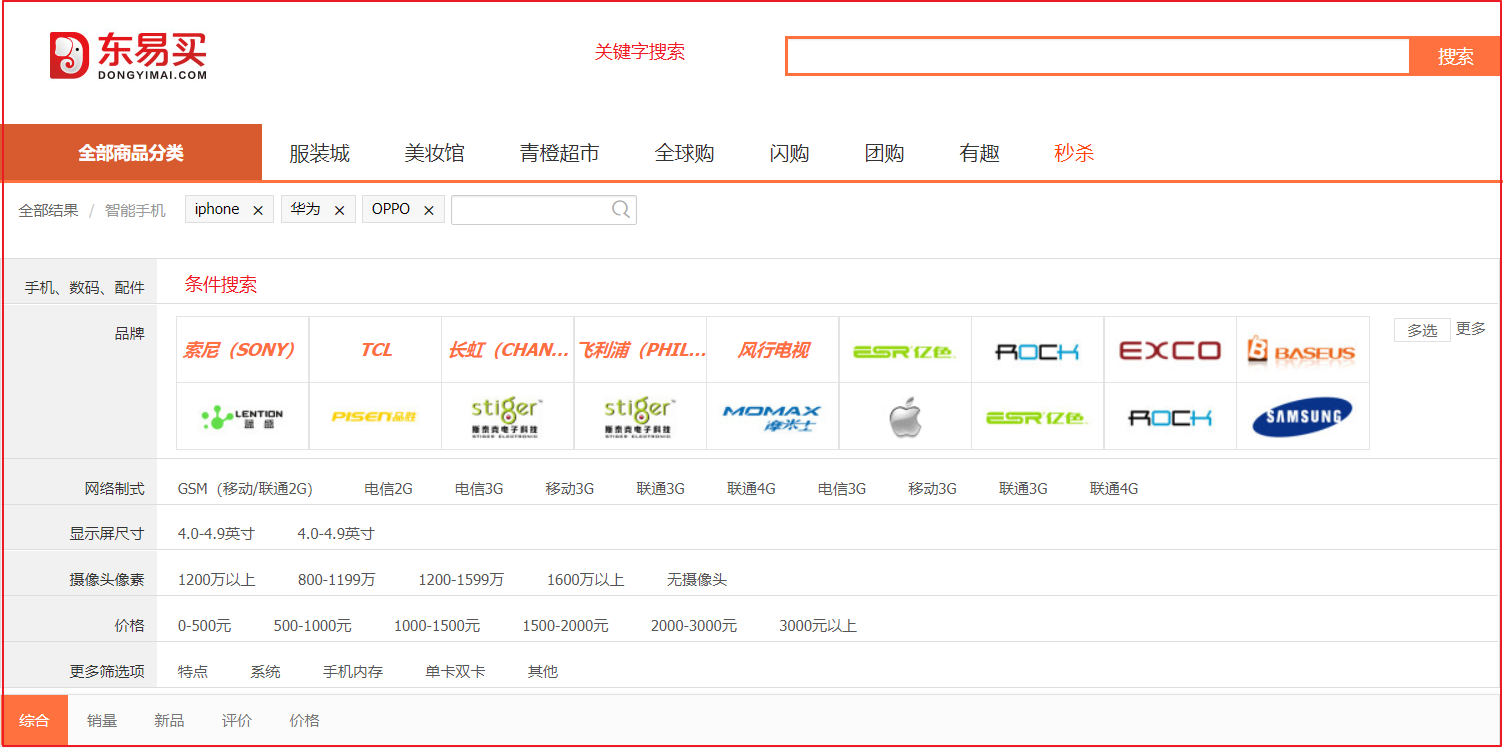 东易买
DONGYIMAI.COM
关键字搜索
搜索
全部商品分类 服装城 美妆馆 青橙超市 全球购 闪购 团购 有趣 秒杀
全部结果 / 智能手机 iphone × 华为 × OPPO ×
手机、数码、配件 条件搜索
品牌 多选 更多
索尼（SONY） TCL 长虹（CHAN... 飞利浦（PHIL... 风行电视 ESR亿色 ROCK EXCO BASEUS
LENTION 蓝盛 PISEN品胜 stiger 斯泰克电子科技 STIGER ELECTRONIC stiger 斯泰克电子科技 STIGER ELECTRONIC MOMAX 摩米士 ESR亿色 ROCK SAMSUNG
网络制式 GSM（移动/联通2G） 电信2G 电信3G 移动3G 联通3G 联通4G 电信3G 移动3G 联通3G 联通4G
显示屏尺寸 4.0-4.9英寸 4.0-4.9英寸
摄像头像素 1200万以上 800-1199万 1200-1599万 1600万以上 无摄像头
价格 0-500元 500-1000元 1000-1500元 1500-2000元 2000-3000元 3000元以上
更多筛选项 特点 系统 手机内存 单卡双卡 其他
综合 销量 新品 评价 价格